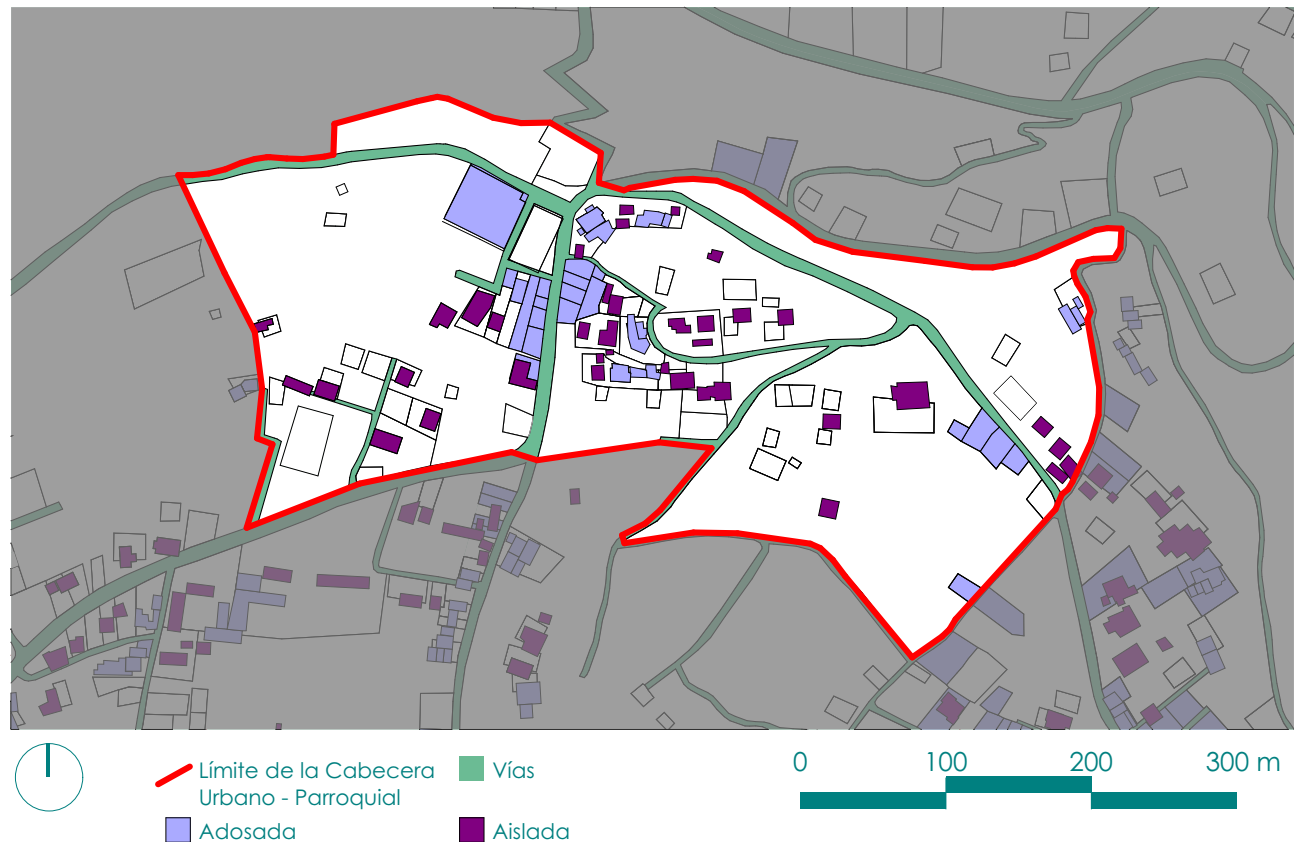 Límite de la Cabecera
Urbano - Parroquial
Adosada
Vías
Aislada
0 100 200 300 m